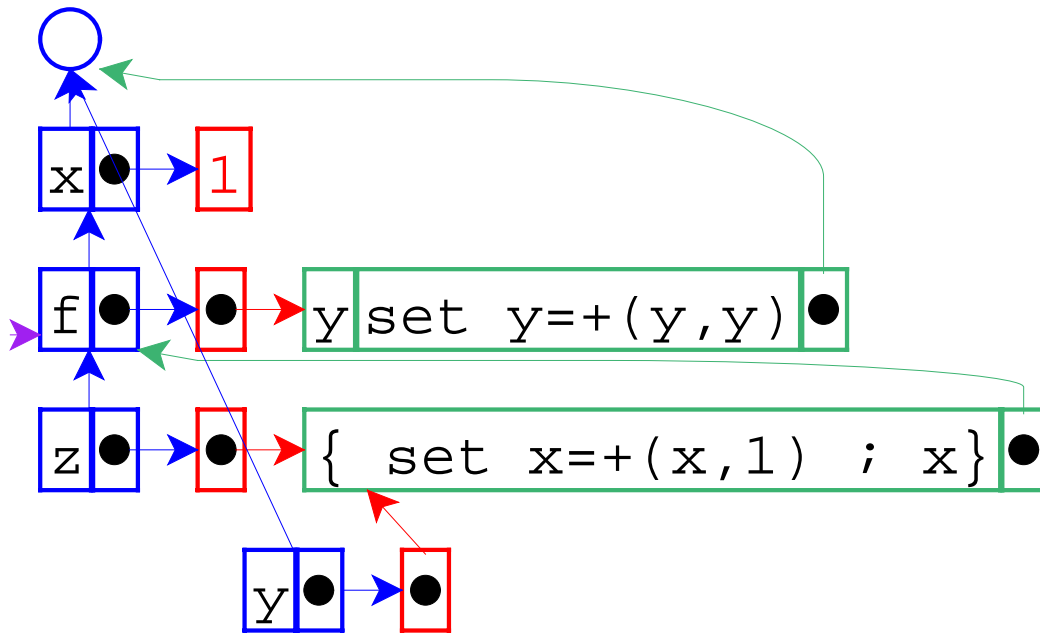 x 1
f y set y=+(y,y)
z { set x=+(x,1) ; x}
y